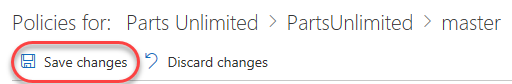 Policies for: Parts Unlimited > PartsUnlimited > master
Save changes Discard changes